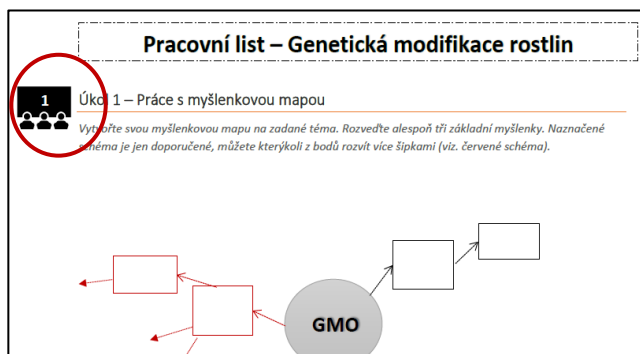 Pracovní list – Genetická modifikace rostlin
1
Úkol 1 – Práce s myšlenkovou mapou
Vytvořte svou myšlenkovou mapu na zadané téma. Rozveďte alespoň tři základní myšlenky. Naznačené
schéma je jen doporučené, můžete kterýkoli z bodů rozvít více šipkami (viz. červené schéma).
GMO